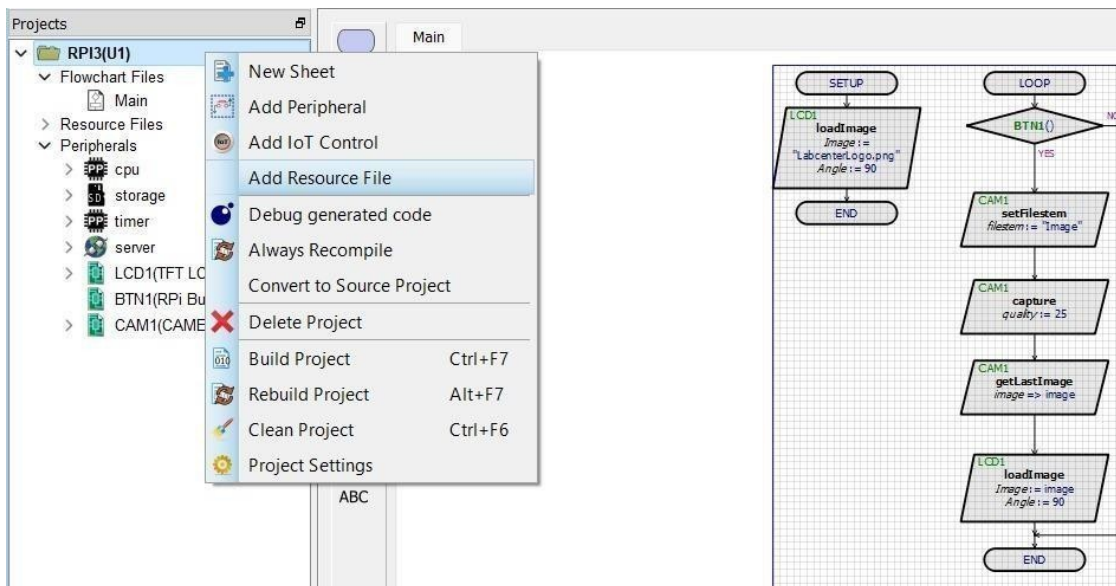 Projects
RPI3(U1)
Flowchart Files
Main
Resource Files
Peripherals
cpu
storage
timer
server
LCD1(TFT LC
BTN1(RPi Bu
CAM1(CAME
New Sheet
Add Peripheral
Add IoT Control
Add Resource File
Debug generated code
Always Recompile
Convert to Source Project
Delete Project
Build Project Ctrl+F7
Rebuild Project Alt+F7
Clean Project Ctrl+F6
Project Settings
ABC
Main
SETUP
LCD1
loadImage
Image :=
"LabcenterLogo.png"
Angle := 90
END
LOOP
BTN1()
NO
YES
CAM1
setFilestem
filestem := "Image"
CAM1
capture
quality := 25
CAM1
getLastImage
image => image
LCD1
loadImage
Image := image
Angle := 90
END